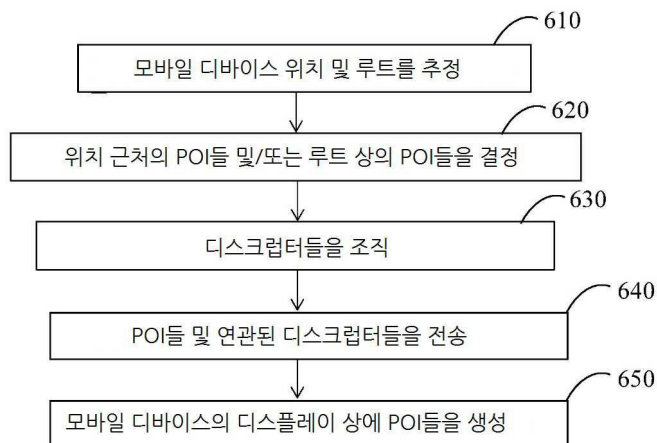 610
모바일 디바이스 위치 및 루트를 추정
620
위치 근처의 POI들 및/또는 루트 상의 POI들을 결정
630
디스크럽터들을 조직
640
POI들 및 연관된 디스크럽터들을 전송
650
모바일 디바이스의 디스플레이 상에 POI들을 생성